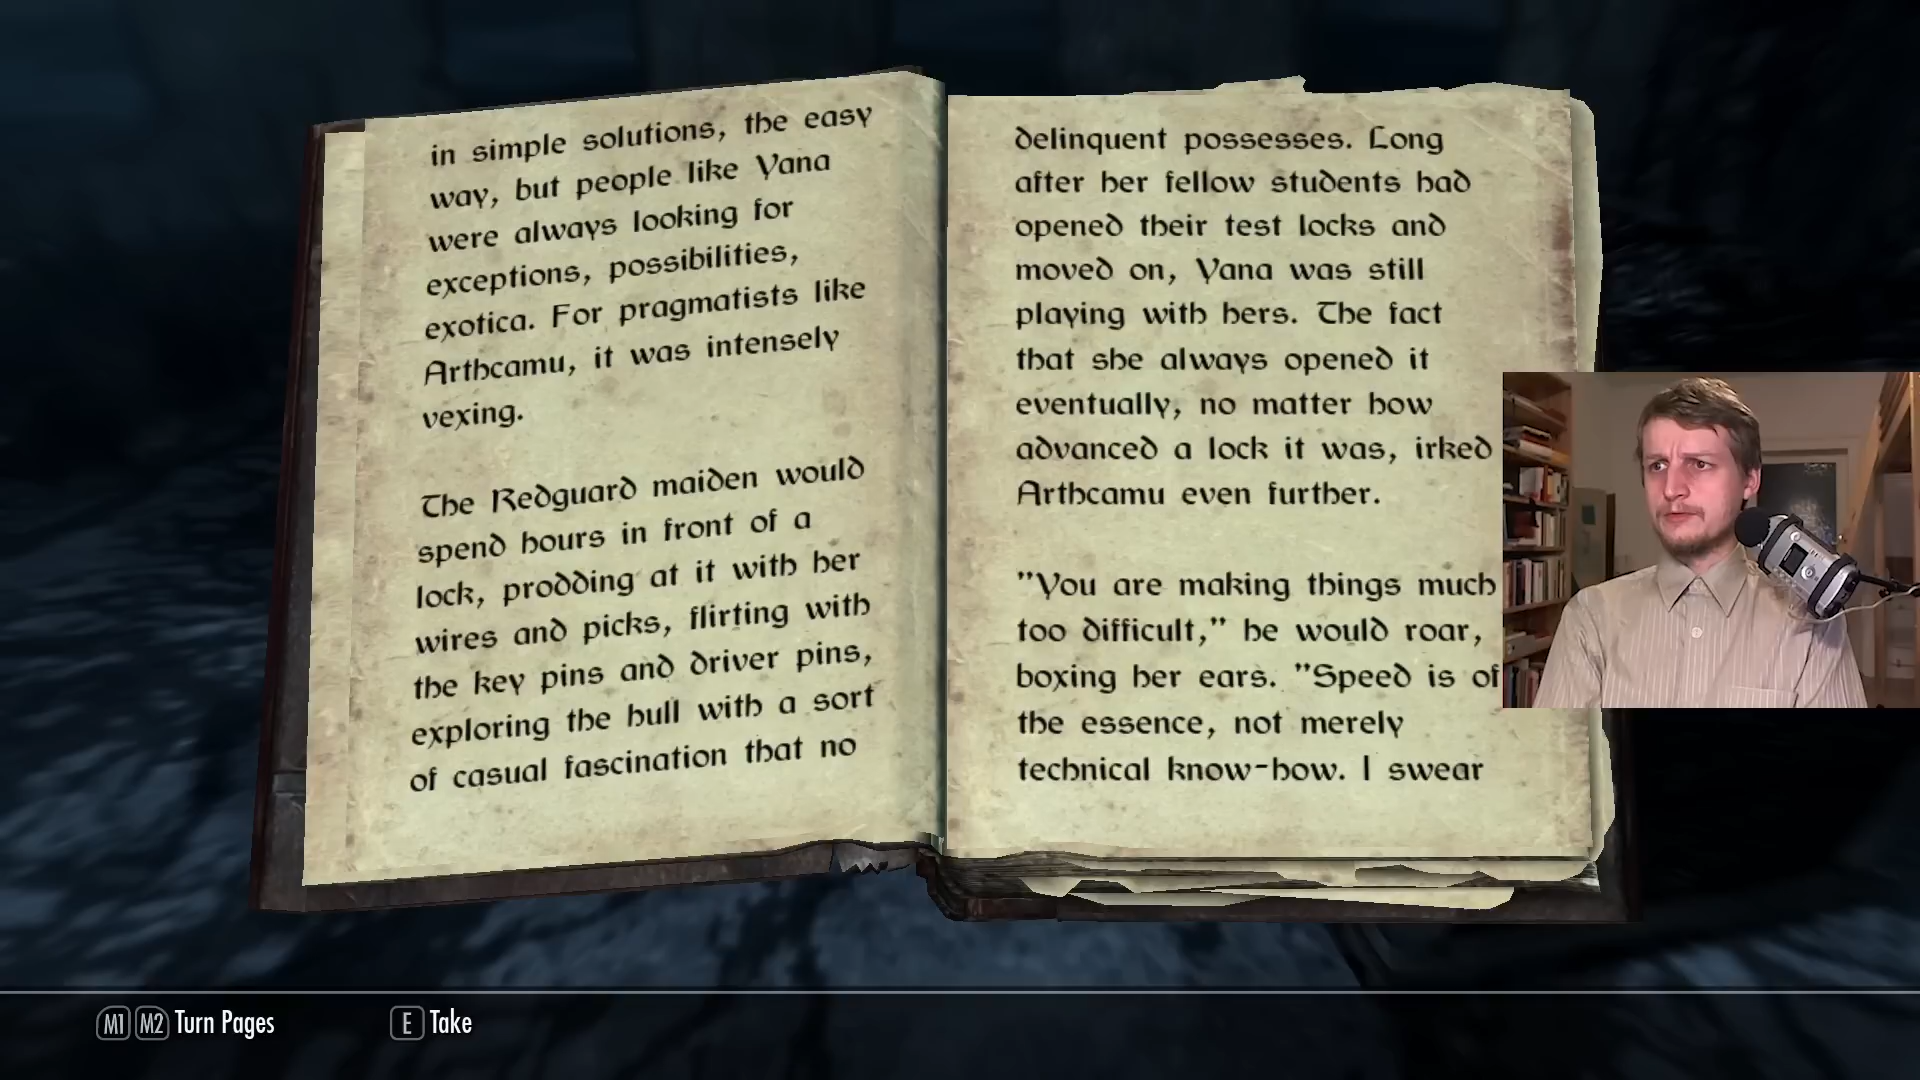 in simple solutions, the easy
way, but people like Vana
were always looking for
exceptions, possibilities,
exotica. For pragmatists like
Arthcamu, it was intensely
vexing.
The Redguard maiden would
spend hours in front of a
lock, prodding at it with her
wires and picks, flirting with
the key pins and driver pins,
exploring the hull with a sort
of casual fascination that no
delinquent possesses. Long
after her fellow students had
opened their test locks and
moved on, Vana was still
playing with hers. The fact
that she always opened it
eventually, no matter how
advanced a lock it was, irked
Arthcamu even further.
"You are making things much
too difficult," he would roar,
boxing her ears. "Speed is of
the essence, not merely
technical know-how. I swear
M1 M2 Turn Pages
E Take